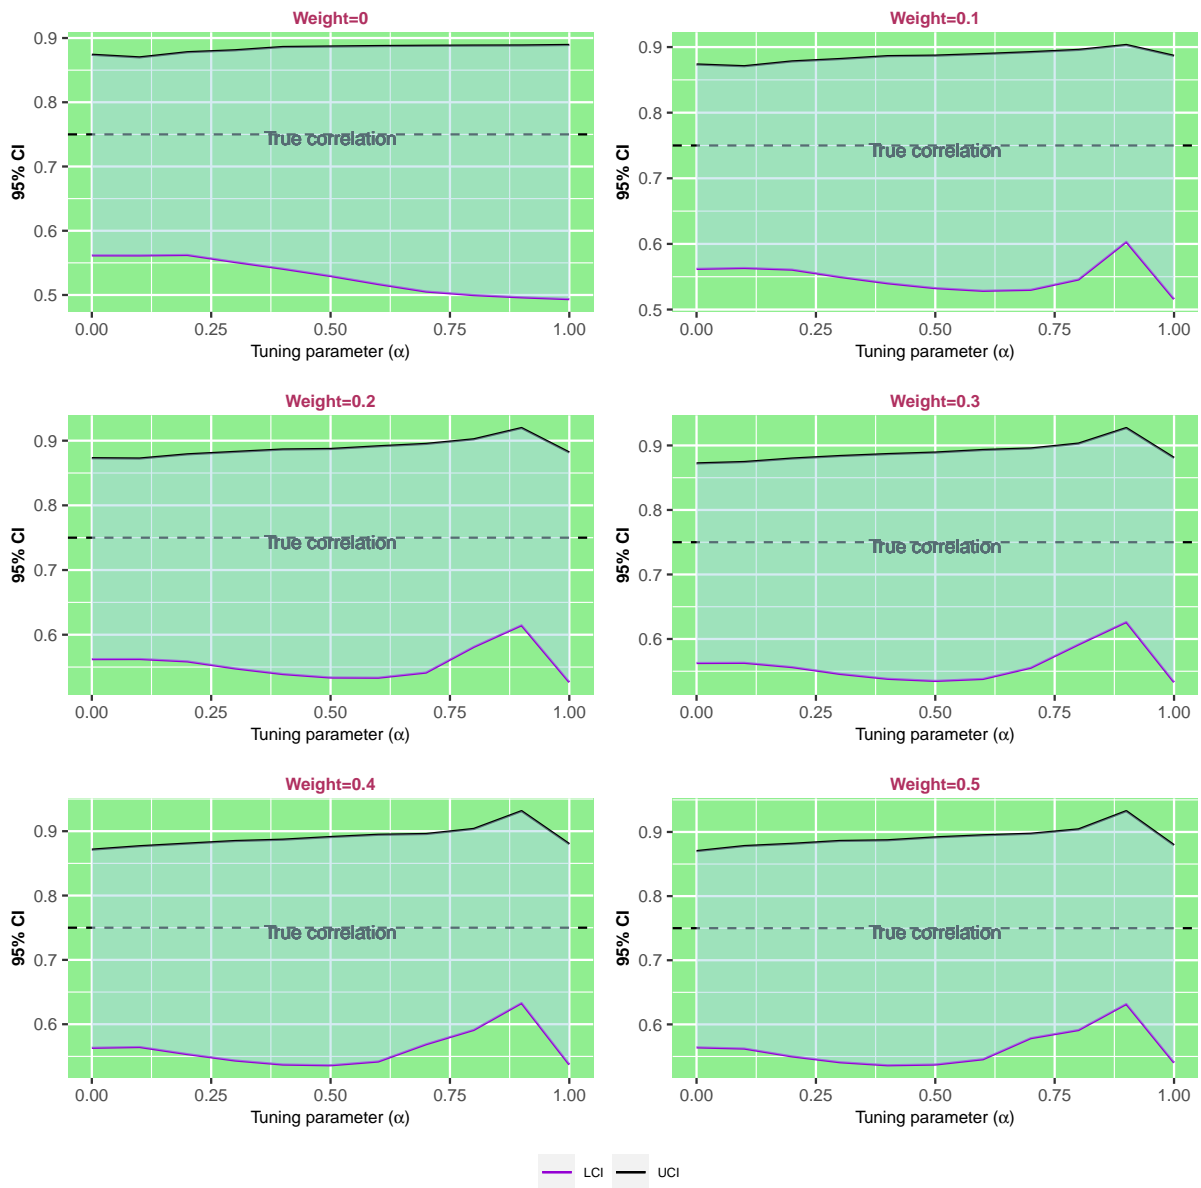 Weight=0
0.9
0.8
0.7
0.6
0.5
95% CI
True correlation
0.00 0.25 0.50 0.75 1.00
Tuning parameter (α)
Weight=0.1
0.9
0.8
0.7
0.6
0.5
95% CI
True correlation
0.00 0.25 0.50 0.75 1.00
Tuning parameter (α)
Weight=0.2
0.9
0.8
0.7
0.6
95% CI
True correlation
0.00 0.25 0.50 0.75 1.00
Tuning parameter (α)
Weight=0.3
0.9
0.8
0.7
0.6
95% CI
True correlation
0.00 0.25 0.50 0.75 1.00
Tuning parameter (α)
Weight=0.4
0.9
0.8
0.7
0.6
95% CI
True correlation
0.00 0.25 0.50 0.75 1.00
Tuning parameter (α)
Weight=0.5
0.9
0.8
0.7
0.6
95% CI
True correlation
0.00 0.25 0.50 0.75 1.00
Tuning parameter (α)
LCI UCI